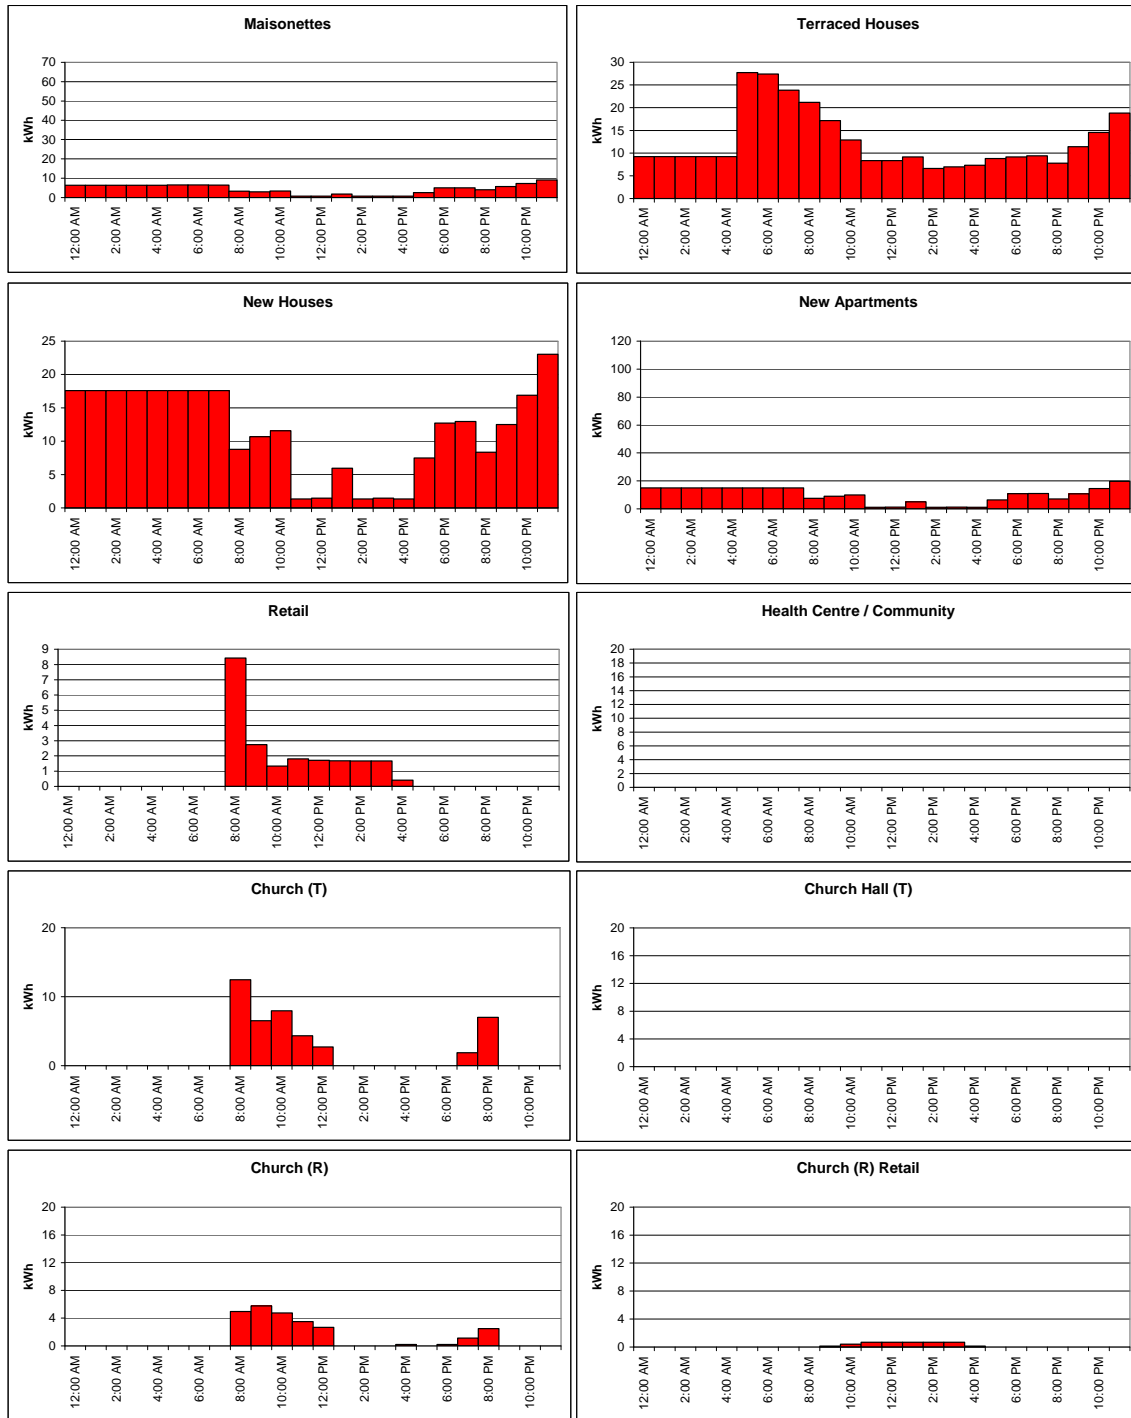 Maisonettes
70
60
50
40
30
20
10
0
kWh
12:00 AM
2:00 AM
4:00 AM
6:00 AM
8:00 AM
10:00 AM
12:00 PM
2:00 PM
4:00 PM
6:00 PM
8:00 PM
10:00 PM
Terraced Houses
30
25
20
15
10
5
0
kWh
12:00 AM
2:00 AM
4:00 AM
6:00 AM
8:00 AM
10:00 AM
12:00 PM
2:00 PM
4:00 PM
6:00 PM
8:00 PM
10:00 PM
New Houses
25
20
15
10
5
0
kWh
12:00 AM
2:00 AM
4:00 AM
6:00 AM
8:00 AM
10:00 AM
12:00 PM
2:00 PM
4:00 PM
6:00 PM
8:00 PM
10:00 PM
New Apartments
120
100
80
60
40
20
0
kWh
12:00 AM
2:00 AM
4:00 AM
6:00 AM
8:00 AM
10:00 AM
12:00 PM
2:00 PM
4:00 PM
6:00 PM
8:00 PM
10:00 PM
Retail
9
8
7
6
5
4
3
2
1
0
kWh
12:00 AM
2:00 AM
4:00 AM
6:00 AM
8:00 AM
10:00 AM
12:00 PM
2:00 PM
4:00 PM
6:00 PM
8:00 PM
10:00 PM
Health Centre / Community
20
18
16
14
12
10
8
6
4
2
0
kWh
12:00 AM
2:00 AM
4:00 AM
6:00 AM
8:00 AM
10:00 AM
12:00 PM
2:00 PM
4:00 PM
6:00 PM
8:00 PM
10:00 PM
Church (T)
20
10
0
kWh
12:00 AM
2:00 AM
4:00 AM
6:00 AM
8:00 AM
10:00 AM
12:00 PM
2:00 PM
4:00 PM
6:00 PM
8:00 PM
10:00 PM
Church Hall (T)
20
16
12
8
4
0
kWh
12:00 AM
2:00 AM
4:00 AM
6:00 AM
8:00 AM
10:00 AM
12:00 PM
2:00 PM
4:00 PM
6:00 PM
8:00 PM
10:00 PM
Church (R)
20
16
12
8
4
0
kWh
12:00 AM
2:00 AM
4:00 AM
6:00 AM
8:00 AM
10:00 AM
12:00 PM
2:00 PM
4:00 PM
6:00 PM
8:00 PM
10:00 PM
Church (R) Retail
20
16
12
8
4
0
kWh
12:00 AM
2:00 AM
4:00 AM
6:00 AM
8:00 AM
10:00 AM
12:00 PM
2:00 PM
4:00 PM
6:00 PM
8:00 PM
10:00 PM